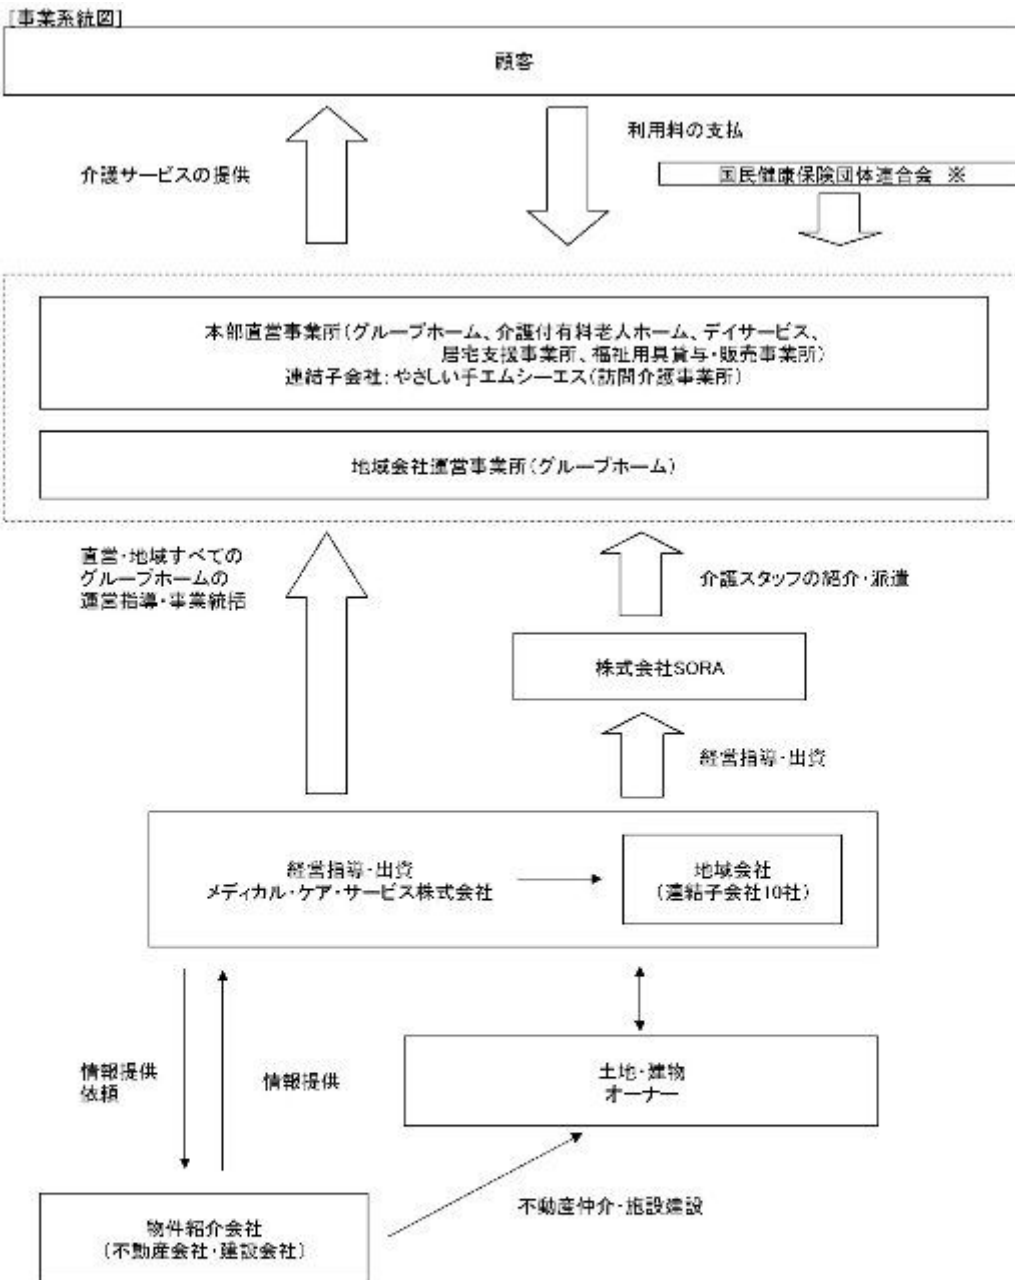 [事業系統図]
顧客
利用料の支払
介護サービスの提供
国民健康保険団体連合会 ※
本部直営事業所(グループホーム、介護付有料老人ホーム、デイサービス、
居宅支援事業所、福祉用具貸与・販売事業所)
連結子会社:やさしい手エムシーエス(訪問介護事業所)
地域会社運営事業所(グループホーム)
直営・地域すべての
グループホームの
運営指導・事業統括
介護スタッフの紹介・派遣
株式会社SORA
経営指導・出資
経営指導・出資
メディカル・ケア・サービス株式会社
地域会社
(連結子会社10社)
情報提供
依頼
情報提供
土地・建物
オーナー
不動産仲介・施設建設
物件紹介会社
(不動産会社・建設会社)